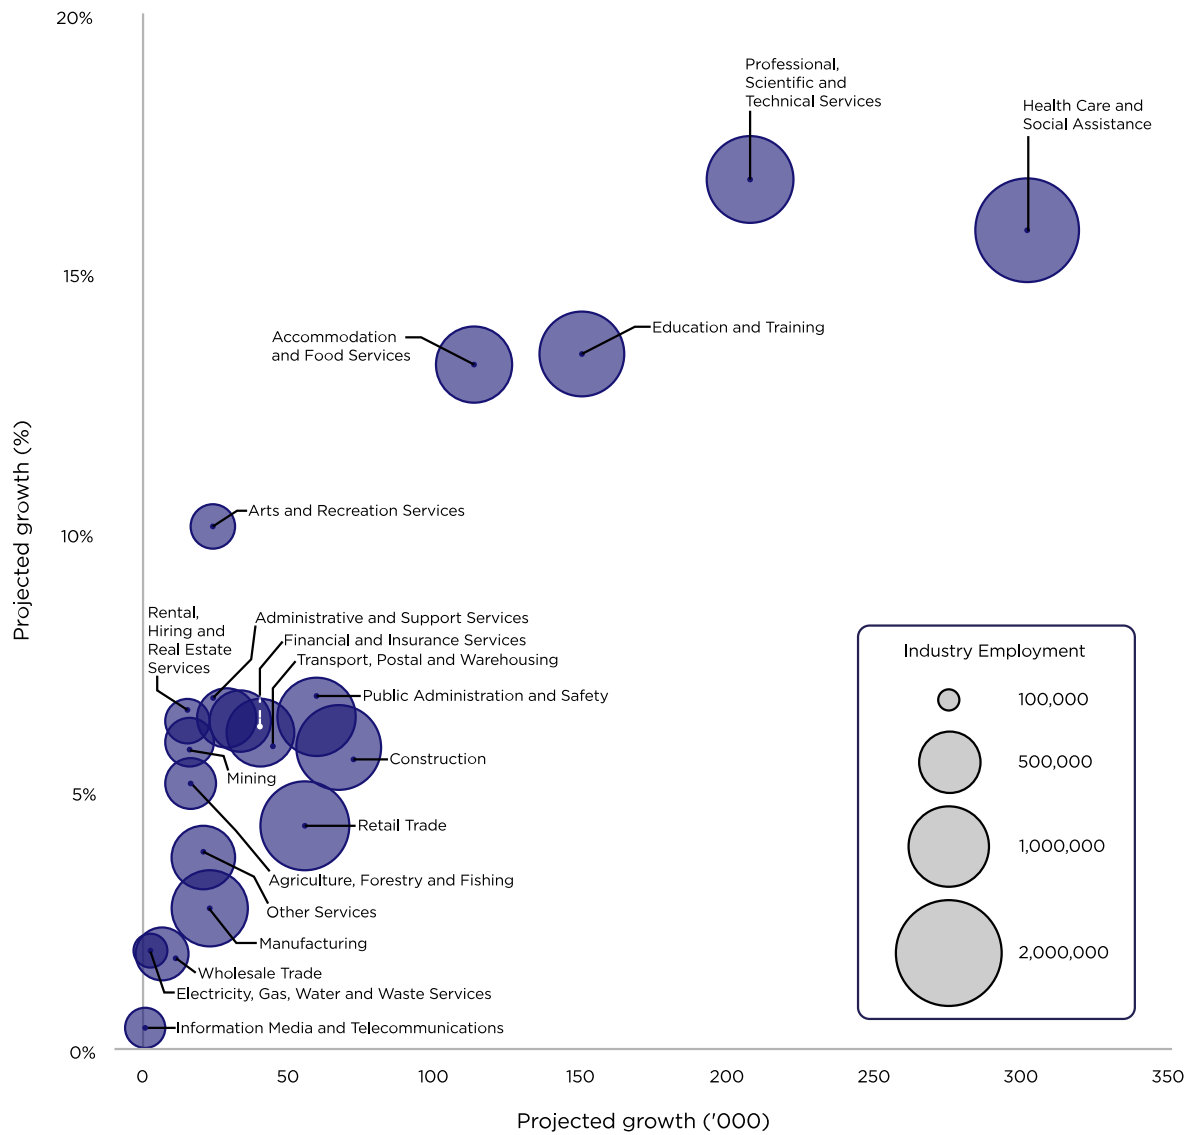 20%
Professional,
Scientific and
Technical Services
Health Care and
Social Assistance
15%
Education and Training
Accommodation
and Food Services
Projected growth (%)
10%
Arts and Recreation Services
Rental,
Hiring and
Real Estate
Services
Administrative and Support Services
Financial and Insurance Services
Transport, Postal and Warehousing
Public Administration and Safety
Construction
Mining
5%
Retail Trade
Agriculture, Forestry and Fishing
Other Services
Manufacturing
Wholesale Trade
Electricity, Gas, Water and Waste Services
Information Media and Telecommunications
0%
Industry Employment
100,000
500,000
1,000,000
2,000,000
0 50 100 150 200 250 300 350
Projected growth ('000)